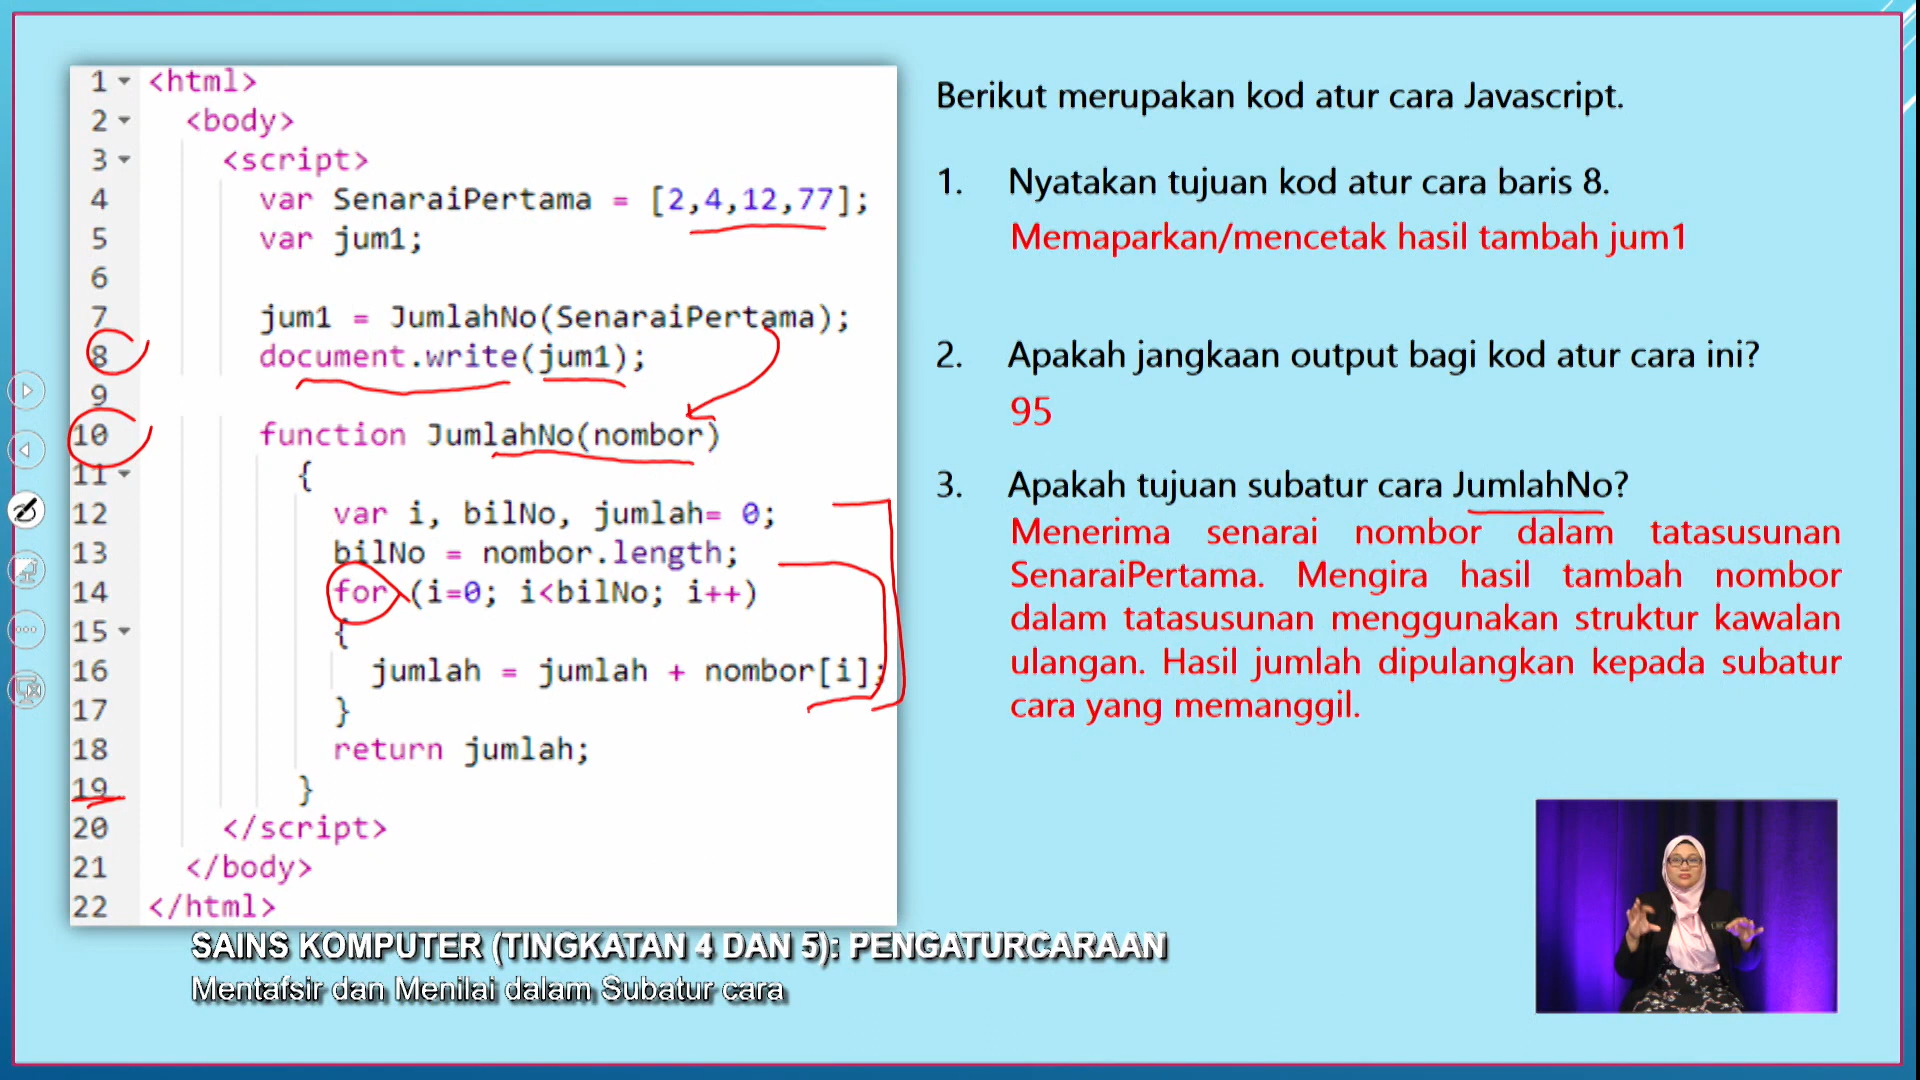 1 <html>
2 <body>
3 <script>
4 var SenaraiPertama = [2,4,12,77];
5 var jum1;
6
7 jum1 = JumlahNo(SenaraiPertama);
8 document.write(jum1);
9
10 function JumlahNo(nombor)
11 {
12 var i, bilNo, jumlah= 0;
13 bilNo = nombor.length;
14 for (i=0; i<bilNo; i++)
15 {
16 jumlah = jumlah + nombor[i];
17 }
18 return jumlah;
19 }
20 </script>
21 </body>
22 </html>
Berikut merupakan kod atur cara Javascript.
1. Nyatakan tujuan kod atur cara baris 8.
Memaparkan/mencetak hasil tambah jum1
2. Apakah jangkaan output bagi kod atur cara ini?
95
3. Apakah tujuan subatur cara JumlahNo?
Menerima senarai nombor dalam tatasusunan
SenaraiPertama. Mengira hasil tambah nombor
dalam tatasusunan menggunakan struktur kawalan
ulangan. Hasil jumlah dipulangkan kepada subatur
cara yang memanggil.
SAINS KOMPUTER (TINGKATAN 4 DAN 5): PENGATURCARAAN
Mentafsir dan Menilai dalam Subatur cara